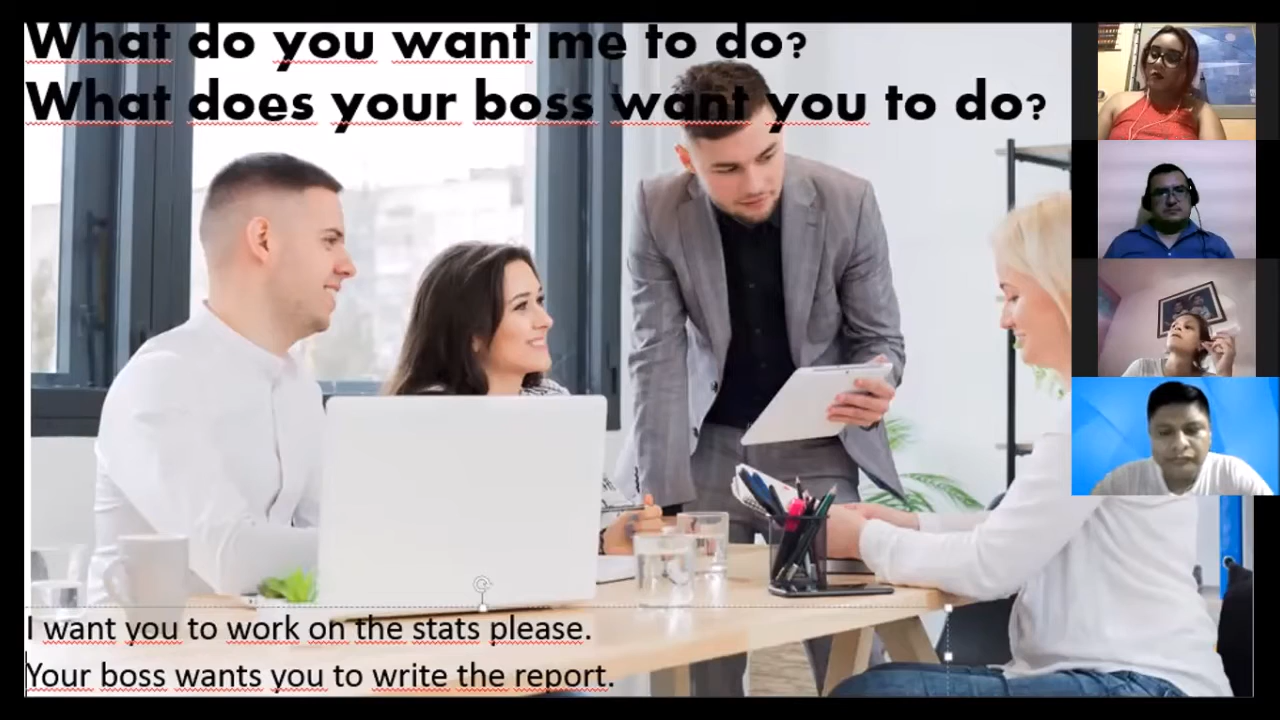 What do you want me to do?
What does your boss want you to do?
I want you to work on the stats please.
Your boss wants you to write the report.